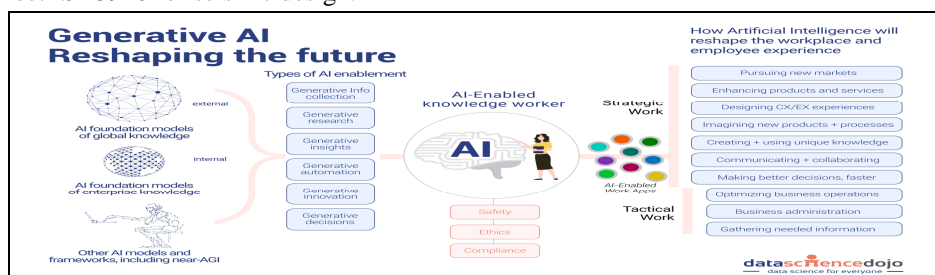 Generative AI
Reshaping the future
Types of AI enablement
external
AI foundation models
of global knowledge
internal
AI foundation models
of enterprise knowledge
Other AI models and
frameworks, including near-AGI
Generative Info
collection
Generative
research
Generative
insights
Generative
automation
Generative
innovation
Generative
decisions
AI-Enabled
knowledge worker
AI
Safety
Ethics
Compliance
Strategic
Work
AI-Enabled
Work Apps
Tactical
Work
How Artificial Intelligence will
reshape the workplace and
employee experience
Pursuing new markets
Enhancing products and services
Designing CX/EX experiences
Imagining new products + processes
Creating + using unique knowledge
Communicating + collaborating
Making better decisions, faster
Optimizing business operations
Business administration
Gathering needed information
datasciencedojo
data science for everyone